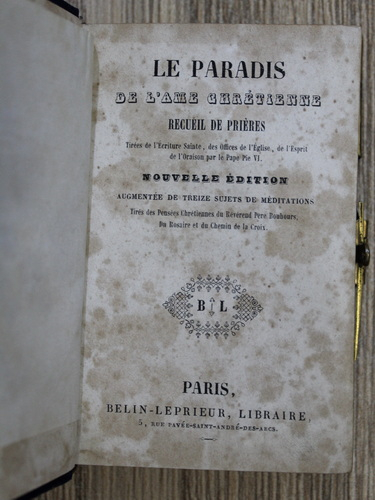 LE PARADIS
DE L'AME CHRÉTIENNE
RECUEIL DE PRIÈRES
Tirées de l'Écriture Sainte, des Offices de l'Église, de l'Esprit
de l'Oraison par le Pape Pie VI.
NOUVELLE ÉDITION
AUGMENTÉE DE TREIZE SUJETS DE MÉDITATIONS
Tirés des Pensées Chrétiennes du Révérend Père Bouhours,
Du Rosaire et du Chemin de la Croix.
B L
PARIS,
BELIN-LEPRIEUR, LIBRAIRE,
5, RUE PAVÉE-SAINT-ANDRÉ-DES-ARCS.